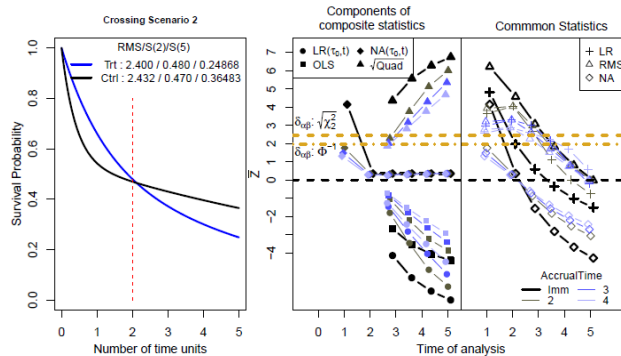 Crossing Scenario 2
RMS/S(2)/S(5)
Trt : 2.400 / 0.480 / 0.24868
Ctrl : 2.432 / 0.470 / 0.36483
Survival Probability
1.0
0.8
0.6
0.4
0.2
0.0
0 1 2 3 4 5
Number of time units
Components of
composite statistics
Commmon Statistics
LR(τ₀,t) NA(τ₀,t)
OLS √Quad
LR
RMS
NA
δαβ: √χ²₂
δαβ: Φ⁻¹
Z̅
7
6
5
4
3
2
1
0
-2
-4
AccrualTime
Imm 3
2 4
0 1 2 3 4 5 0 1 2 3 4 5
Time of analysis